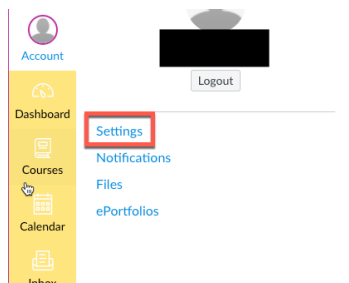 Account
Dashboard
Courses
Calendar
Inbox
Logout
Settings
Notifications
Files
ePortfolios